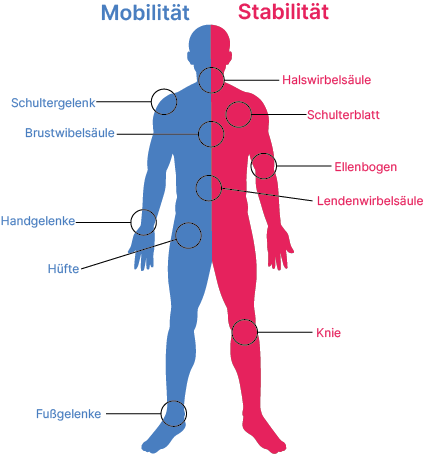 Mobilität
Stabilität
Halswirbelsäule
Schultergelenk
Schulterblatt
Brustwibelsäule
Ellenbogen
Lendenwirbelsäule
Handgelenke
Hüfte
Knie
Fußgelenke